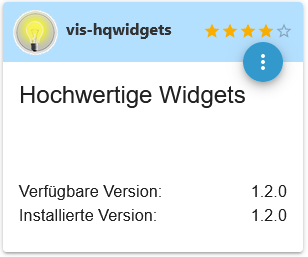 vis-hqwidgets
Hochwertige Widgets
Verfügbare Version: 1.2.0
Installierte Version: 1.2.0